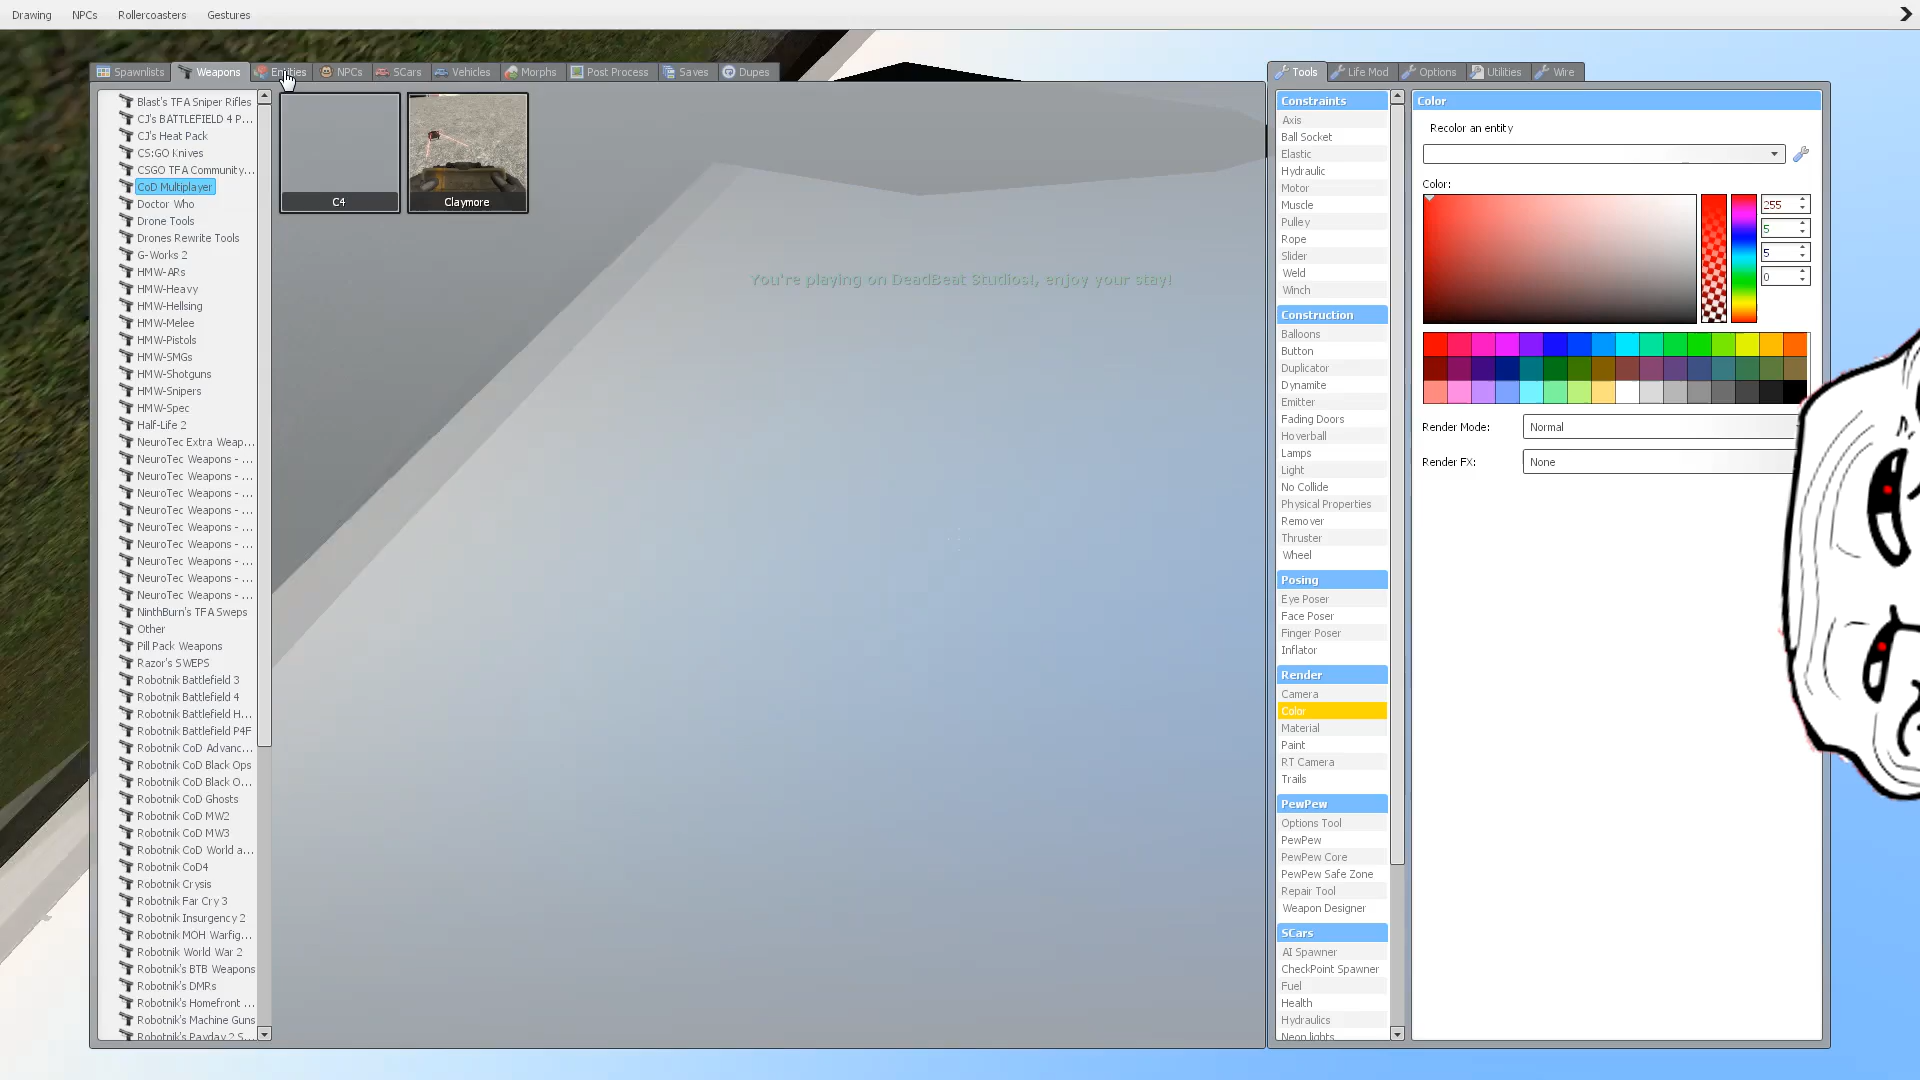 Drawing NPCs Rollercoasters Gestures
Spawnlists Weapons Entities NPCs SCars Vehicles Morphs Post Process Saves Dupes
Tools Life Mod Options Utilities Wire
Blast's TFA Sniper Rifles
CJ's BATTLEFIELD 4 P...
CJ's Heat Pack
CS:GO Knives
CSGO TFA Community...
CoD Multiplayer
Doctor Who
Drone Tools
Drones Rewrite Tools
G-Works 2
HMW-ARs
HMW-Heavy
HMW-Hellsing
HMW-Melee
HMW-Pistols
HMW-SMGs
HMW-Shotguns
HMW-Snipers
HMW-Spec
Half-Life 2
NeuroTec Extra Weap...
NeuroTec Weapons - ...
NeuroTec Weapons - ...
NeuroTec Weapons - ...
NeuroTec Weapons - ...
NeuroTec Weapons - ...
NeuroTec Weapons - ...
NeuroTec Weapons - ...
NeuroTec Weapons - ...
NeuroTec Weapons - ...
NinthBurn's TFA Sweps
Other
Pill Pack Weapons
Razor's SWEPS
Robotnik Battlefield 3
Robotnik Battlefield 4
Robotnik Battlefield H...
Robotnik Battlefield P4F
Robotnik CoD Advanc...
Robotnik CoD Black Ops
Robotnik CoD Black O...
Robotnik CoD Ghosts
Robotnik CoD MW2
Robotnik CoD MW3
Robotnik CoD World a...
Robotnik CoD4
Robotnik Crysis
Robotnik Far Cry 3
Robotnik Insurgency 2
Robotnik MOH Warfig...
Robotnik World War 2
Robotnik's BTB Weapons
Robotnik's DMRs
Robotnik's Homefront ...
Robotnik's Machine Guns
Robotnik's Payday 2 S...
C4
Claymore
You're playing on DeadBeat Studios!, enjoy your stay!
Constraints
Axis
Ball Socket
Elastic
Hydraulic
Motor
Muscle
Pulley
Rope
Slider
Weld
Winch
Construction
Balloons
Button
Duplicator
Dynamite
Emitter
Fading Doors
Hoverball
Lamps
Light
No Collide
Physical Properties
Remover
Thruster
Wheel
Posing
Eye Poser
Face Poser
Finger Poser
Inflator
Render
Camera
Color
Material
Paint
RT Camera
Trails
PewPew
Options Tool
PewPew
PewPew Core
PewPew Safe Zone
Repair Tool
Weapon Designer
SCars
AI Spawner
CheckPoint Spawner
Fuel
Health
Hydraulics
Neon lights
Color
Recolor an entity
Color:
255
5
5
0
Render Mode: Normal
Render FX: None